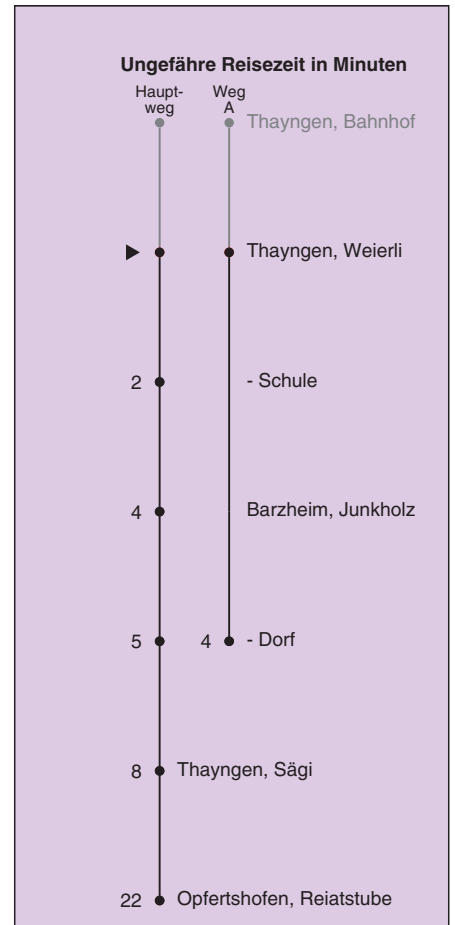 Ungefähre Reisezeit in Minuten
Haupt- Weg
weg A
Thayngen, Bahnhof
Thayngen, Weierli
2 - Schule
4 Barzheim, Junkholz
5 4 - Dorf
8 Thayngen, Sägi
22 Opfertshofen, Reiatstube